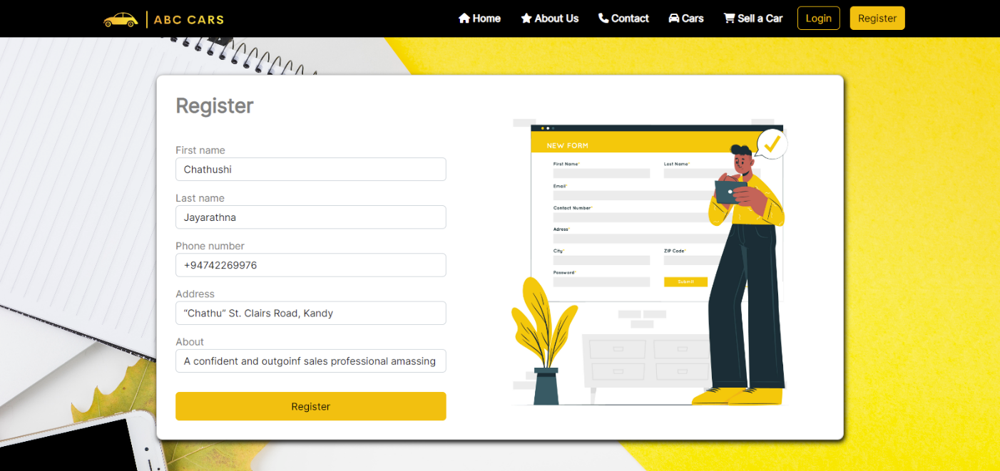 ABC CARS
Home About Us Contact Cars Sell a Car Login Register
Register
First name
Chathushi
Last name
Jayarathna
Phone number
+94742269976
Address
“Chathu” St. Clairs Road, Kandy
About
A confident and outgoinf sales professional amassing
Register
NEW FORM
First Name*
Last Name*
Email*
Contact Number*
Adress*
City*
ZIP Code*
Password*
Submit